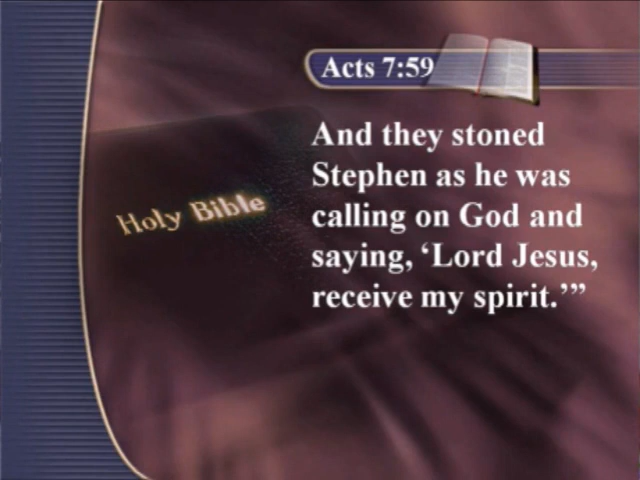 Acts 7:59
Holy Bible
And they stoned
Stephen as he was
calling on God and
saying, ‘Lord Jesus,
receive my spirit.’”